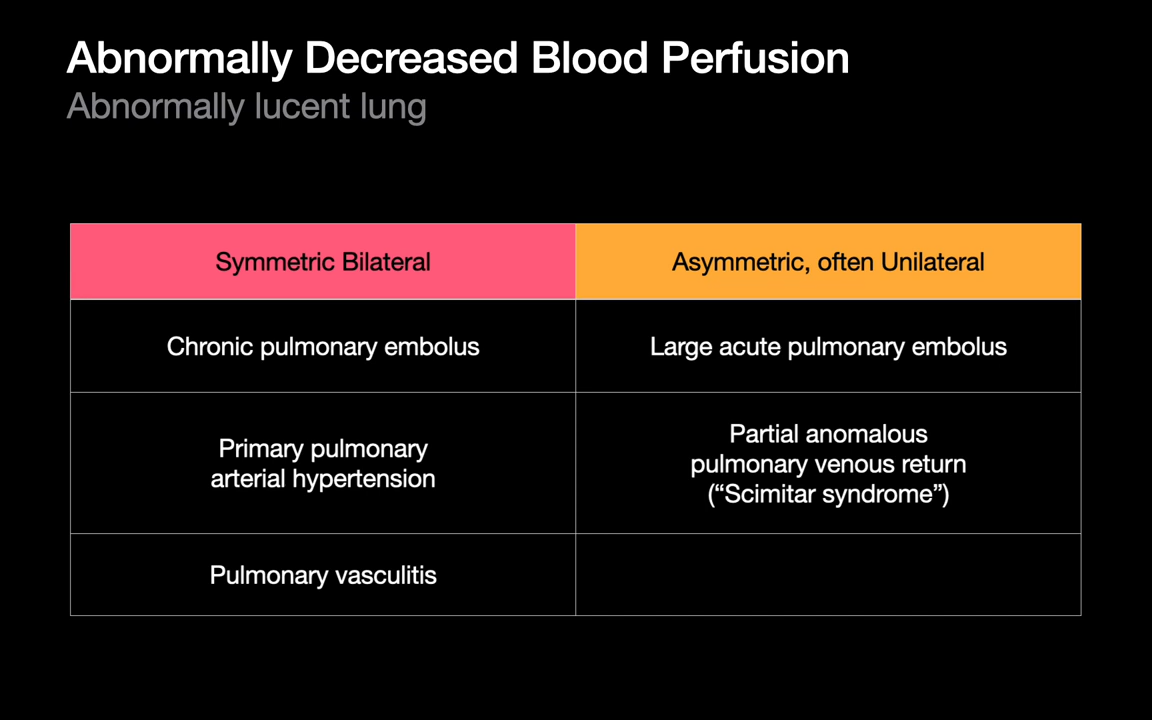 Abnormally Decreased Blood Perfusion
Abnormally lucent lung
Symmetric Bilateral
Asymmetric, often Unilateral
Chronic pulmonary embolus
Large acute pulmonary embolus
Primary pulmonary
arterial hypertension
Partial anomalous
pulmonary venous return
(“Scimitar syndrome”)
Pulmonary vasculitis